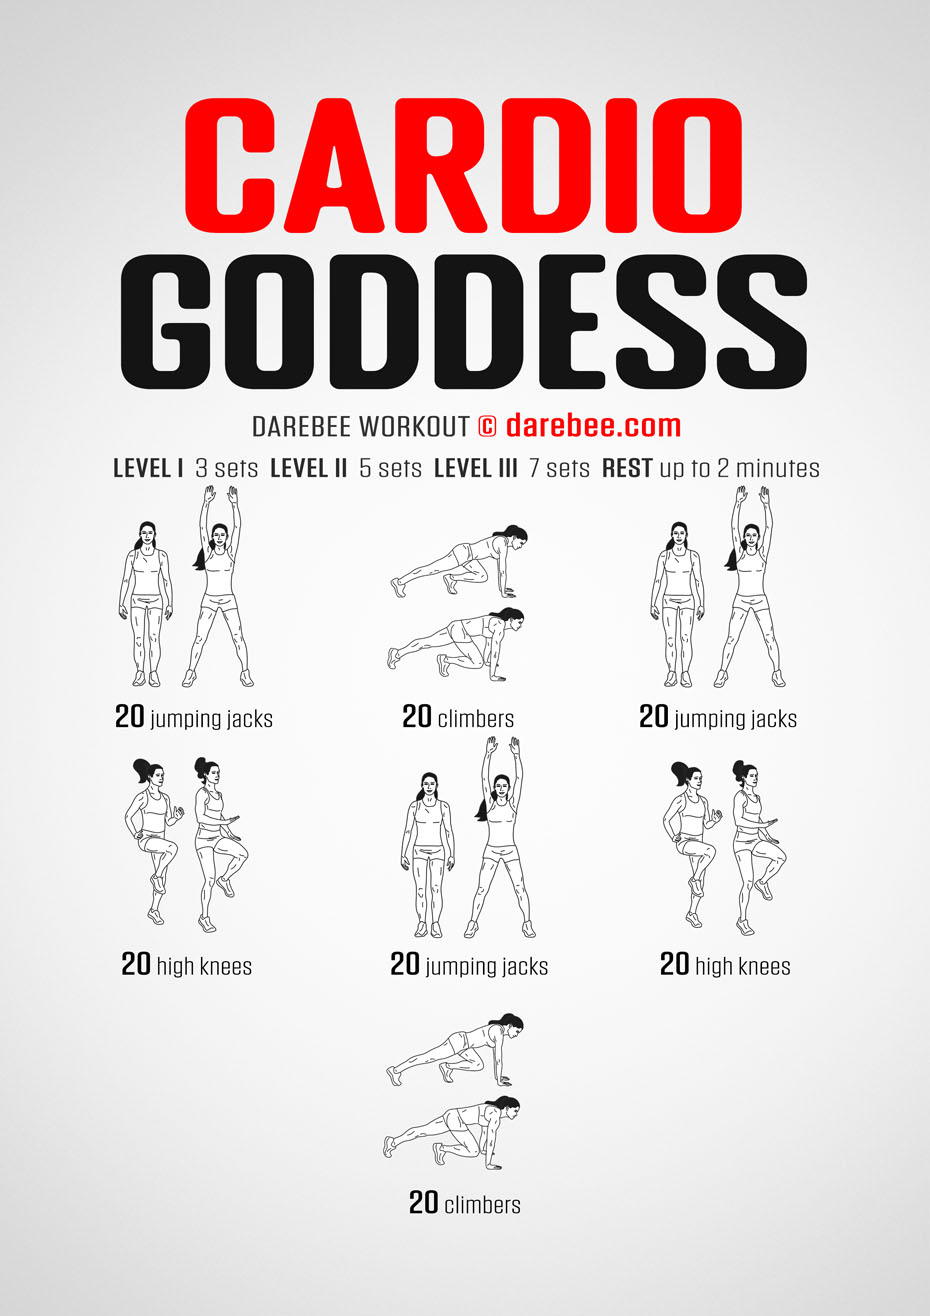 CARDIO
GODDESS
DAREBEE WORKOUT © darebee.com
LEVEL I 3 sets LEVEL II 5 sets LEVEL III 7 sets REST up to 2 minutes
20 jumping jacks
20 climbers
20 jumping jacks
20 high knees
20 jumping jacks
20 high knees
20 climbers